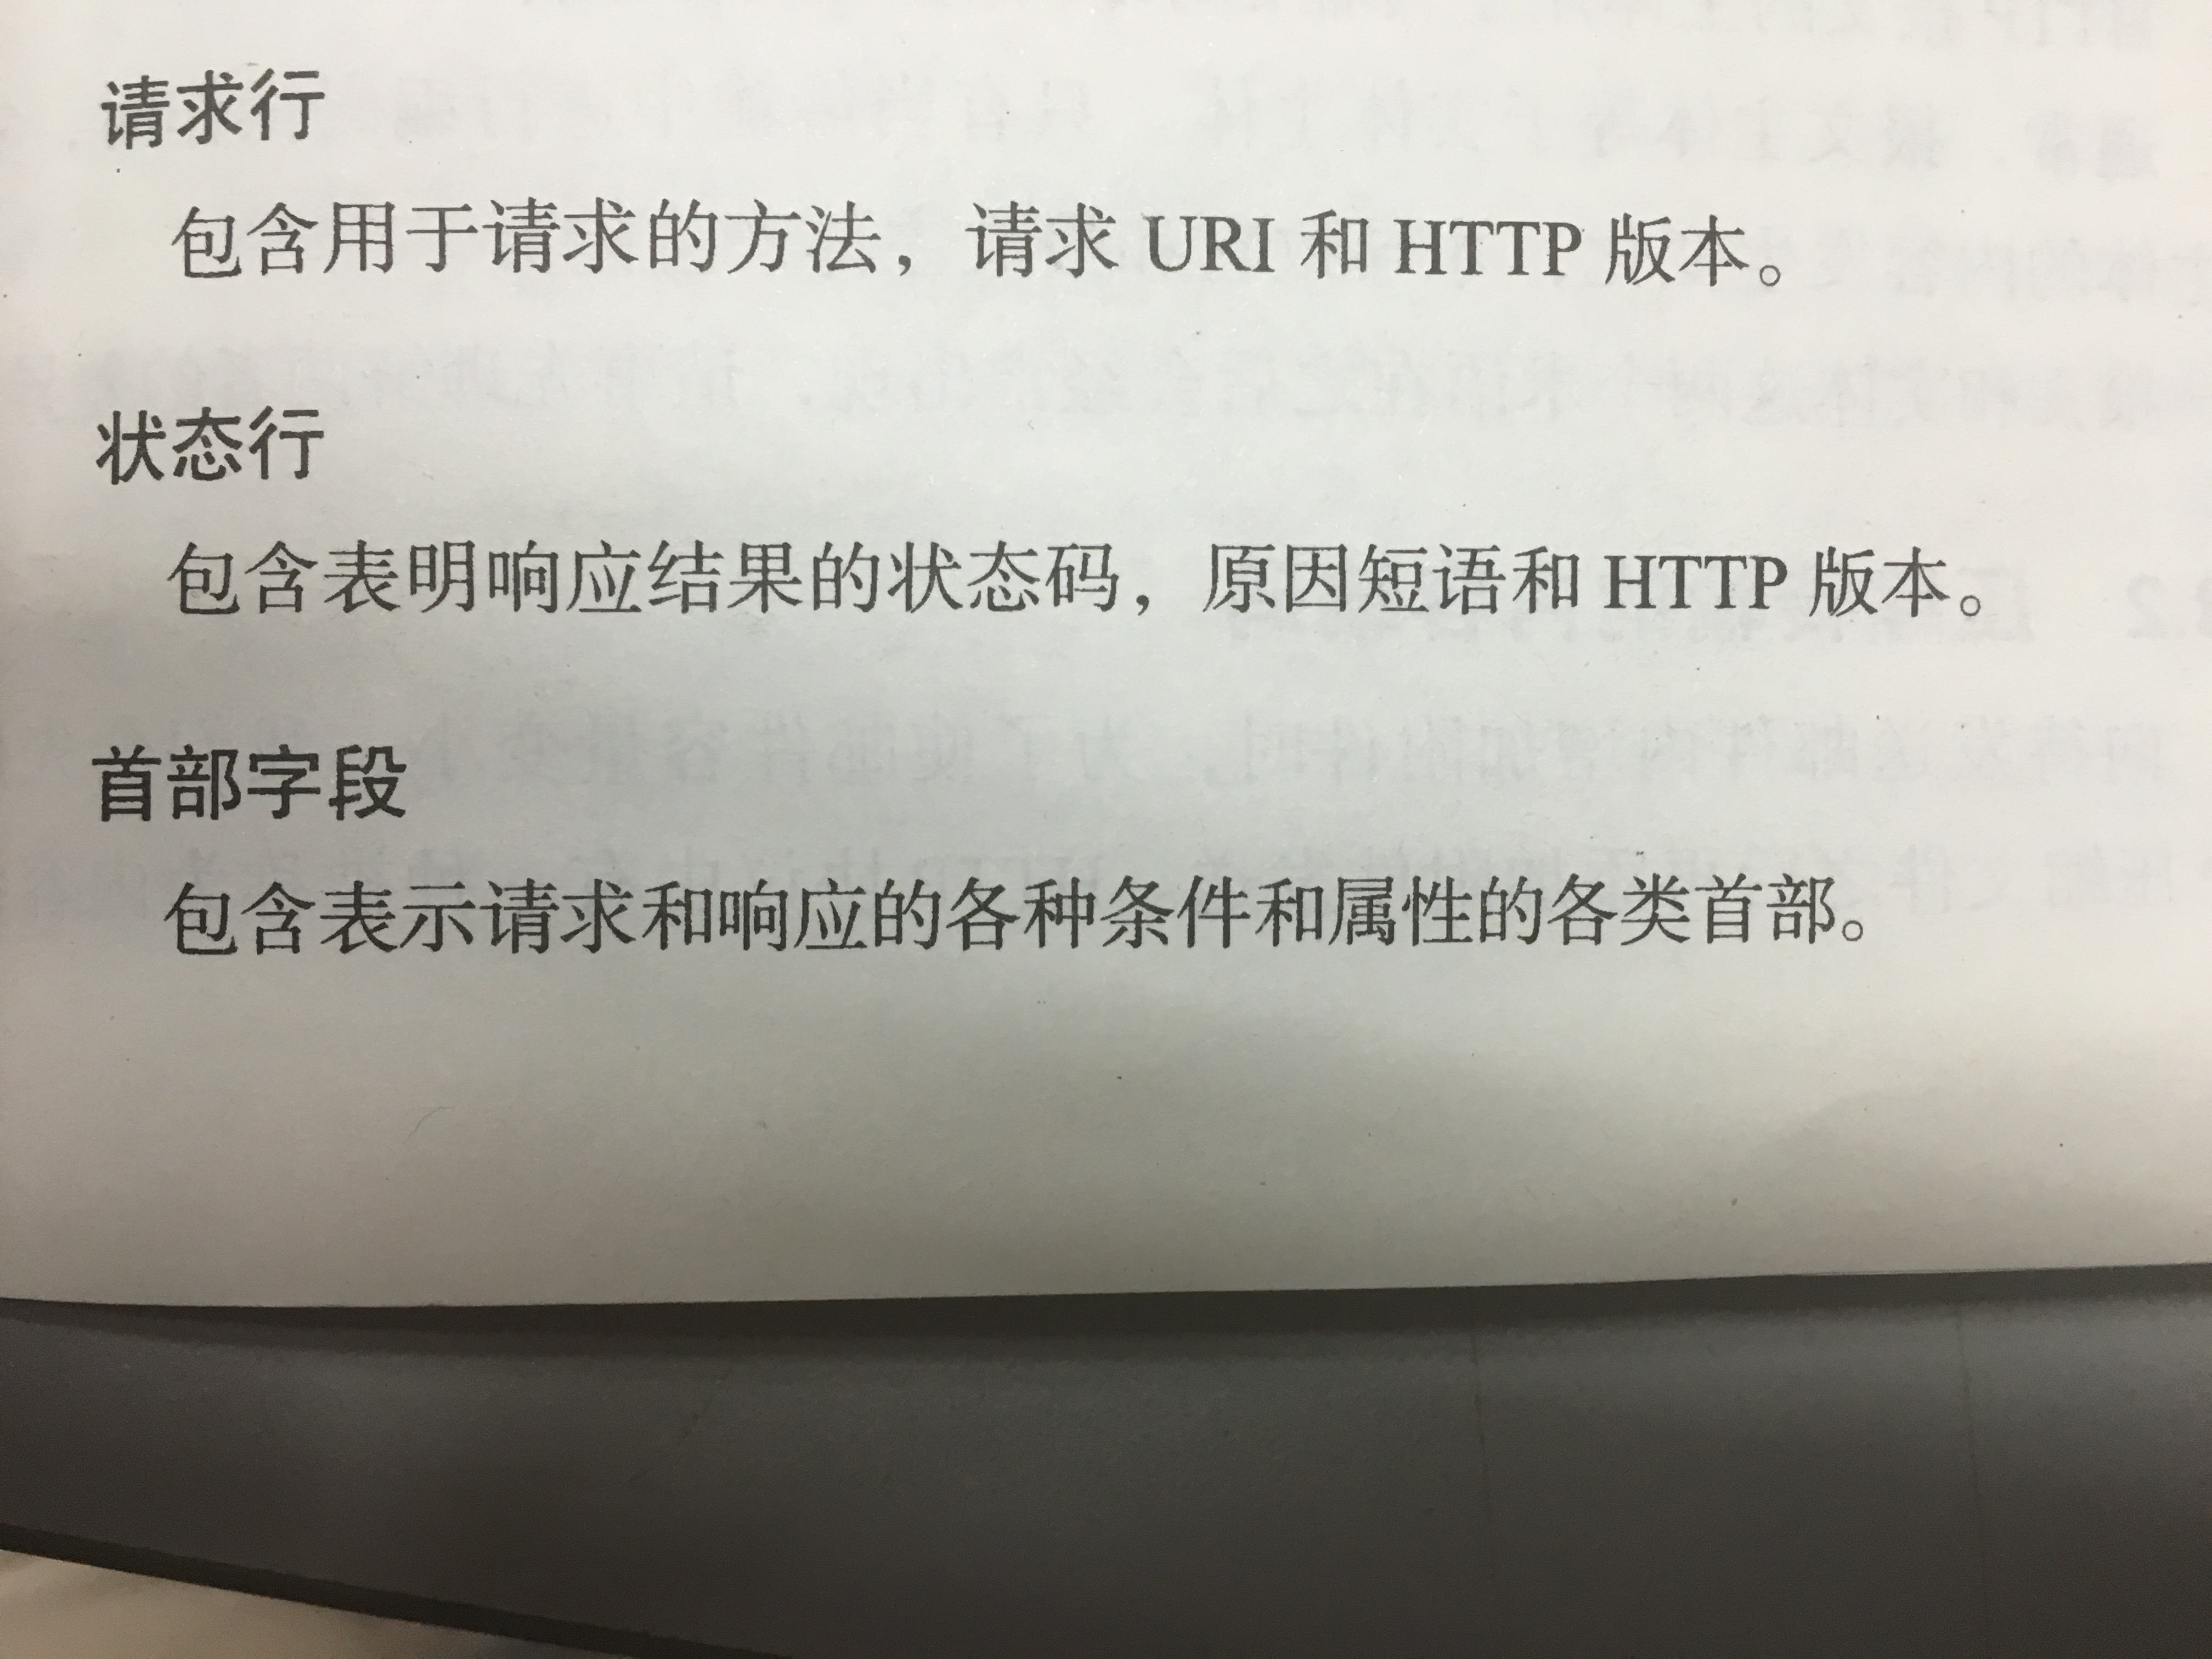 请求行
包含用于请求的方法，请求 URI 和 HTTP 版本。
状态行
包含表明响应结果的状态码，原因短语和 HTTP 版本。
首部字段
包含表示请求和响应的各种条件和属性的各类首部。